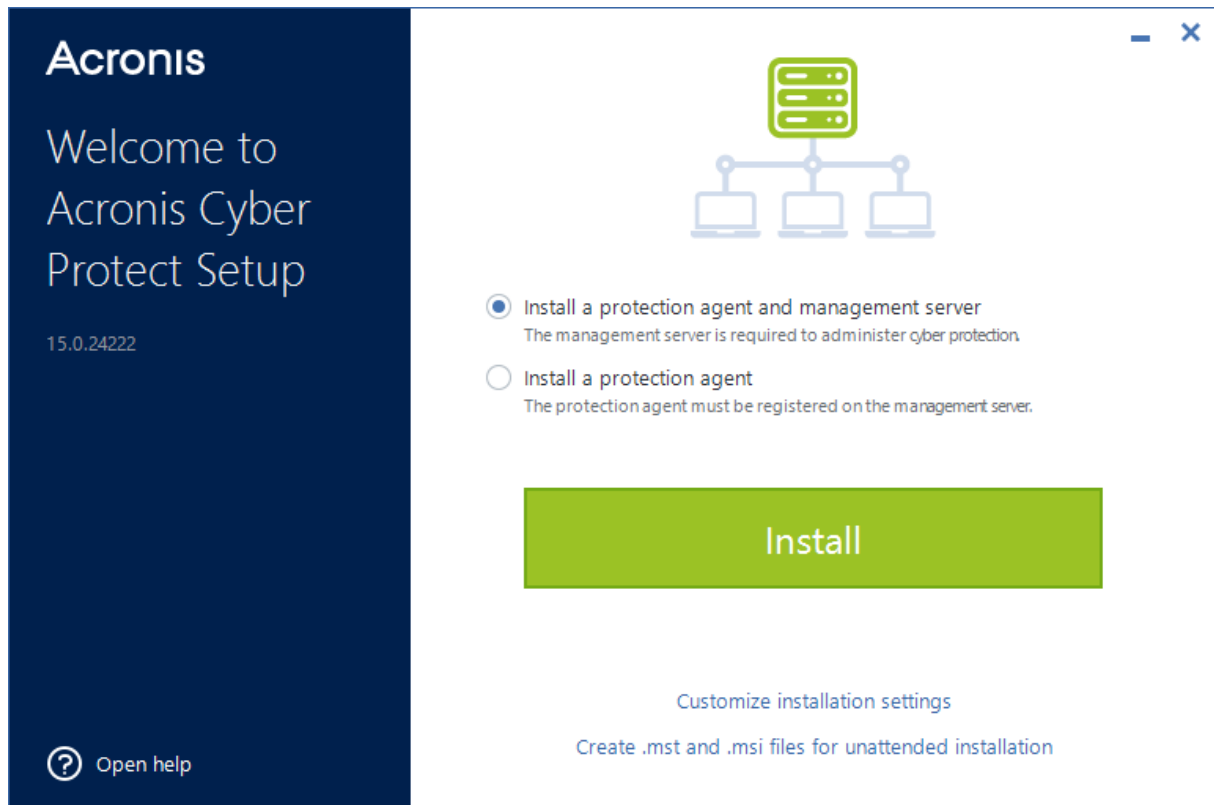 Acronis
Welcome to
Acronis Cyber
Protect Setup
15.0.24222
Open help
Install a protection agent and management server
The management server is required to administer cyber protection.
Install a protection agent
The protection agent must be registered on the management server.
Install
Customize installation settings
Create .mst and .msi files for unattended installation